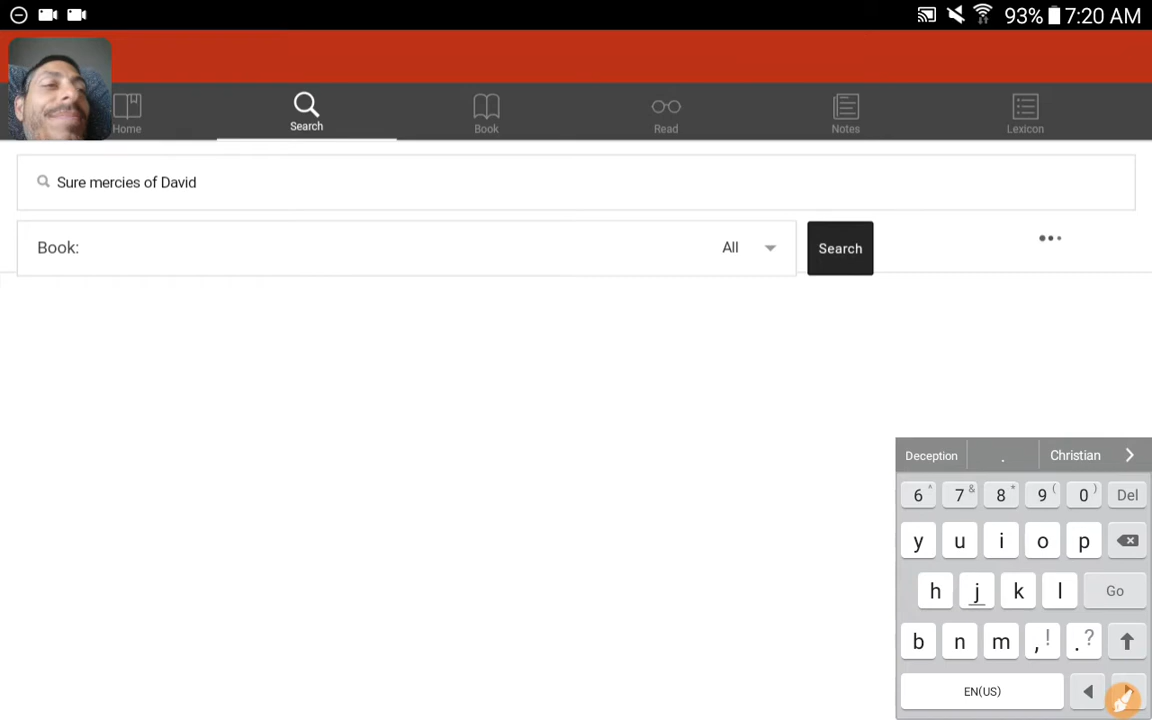 93% 7:20 AM
Home Search Book Read Notes Lexicon
Sure mercies of David
Book: All Search
Deception . Christian
6 ^ 7 & 8 * 9 ( 0 ) Del
y u i o p
h j k l Go
b n m , ! . ?
EN(US)